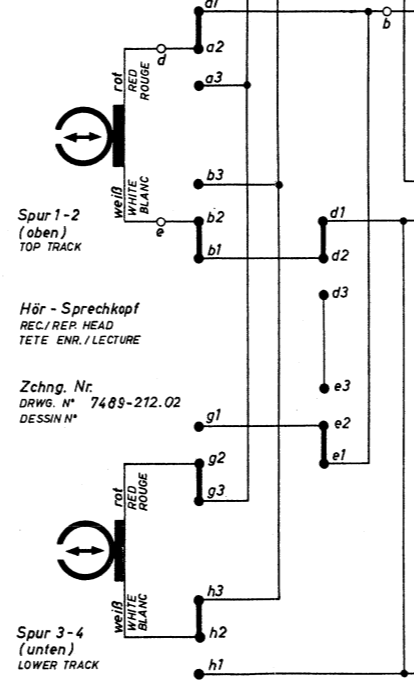 a1
b
d
a2
rot
RED
ROUGE
a3
b3
weiß
WHITE
BLANC
e
b2
b1
d1
d2
Spur 1-2
(oben)
TOP TRACK
d3
Hör - Sprechkopf
REC./REP. HEAD
TETE ENR./LECTURE
e3
Zchng. Nr.
DRWG. N° 7489-212.02
DESSIN N°
g1
e2
e1
g2
g3
rot
RED
ROUGE
weiß
WHITE
BLANC
h3
h2
Spur 3-4
(unten)
LOWER TRACK
h1